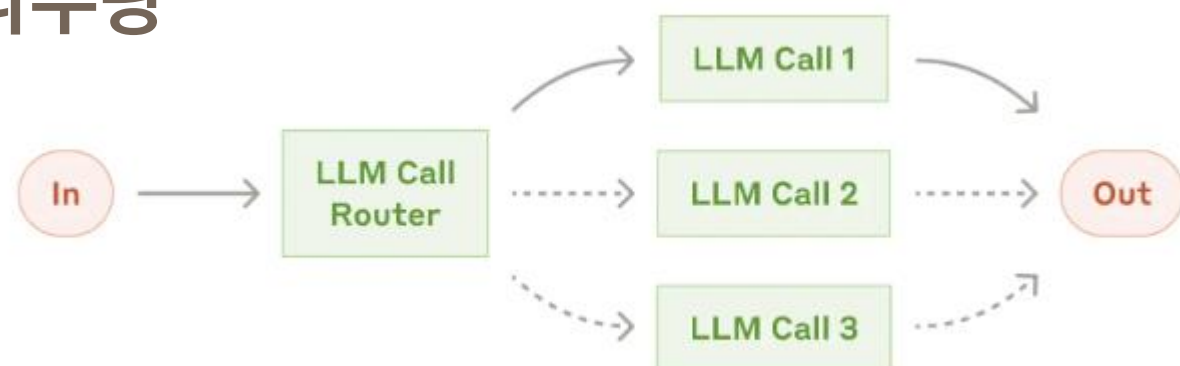 In
LLM Call
Router
LLM Call 1
LLM Call 2
LLM Call 3
Out